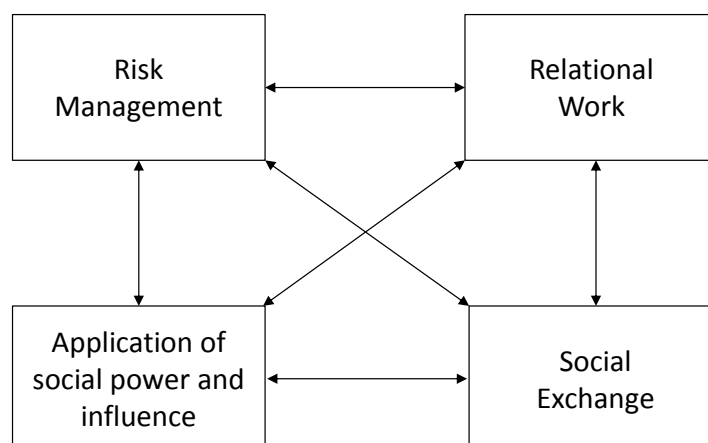 Risk
Management
Relational
Work
Application of
social power and
influence
Social
Exchange